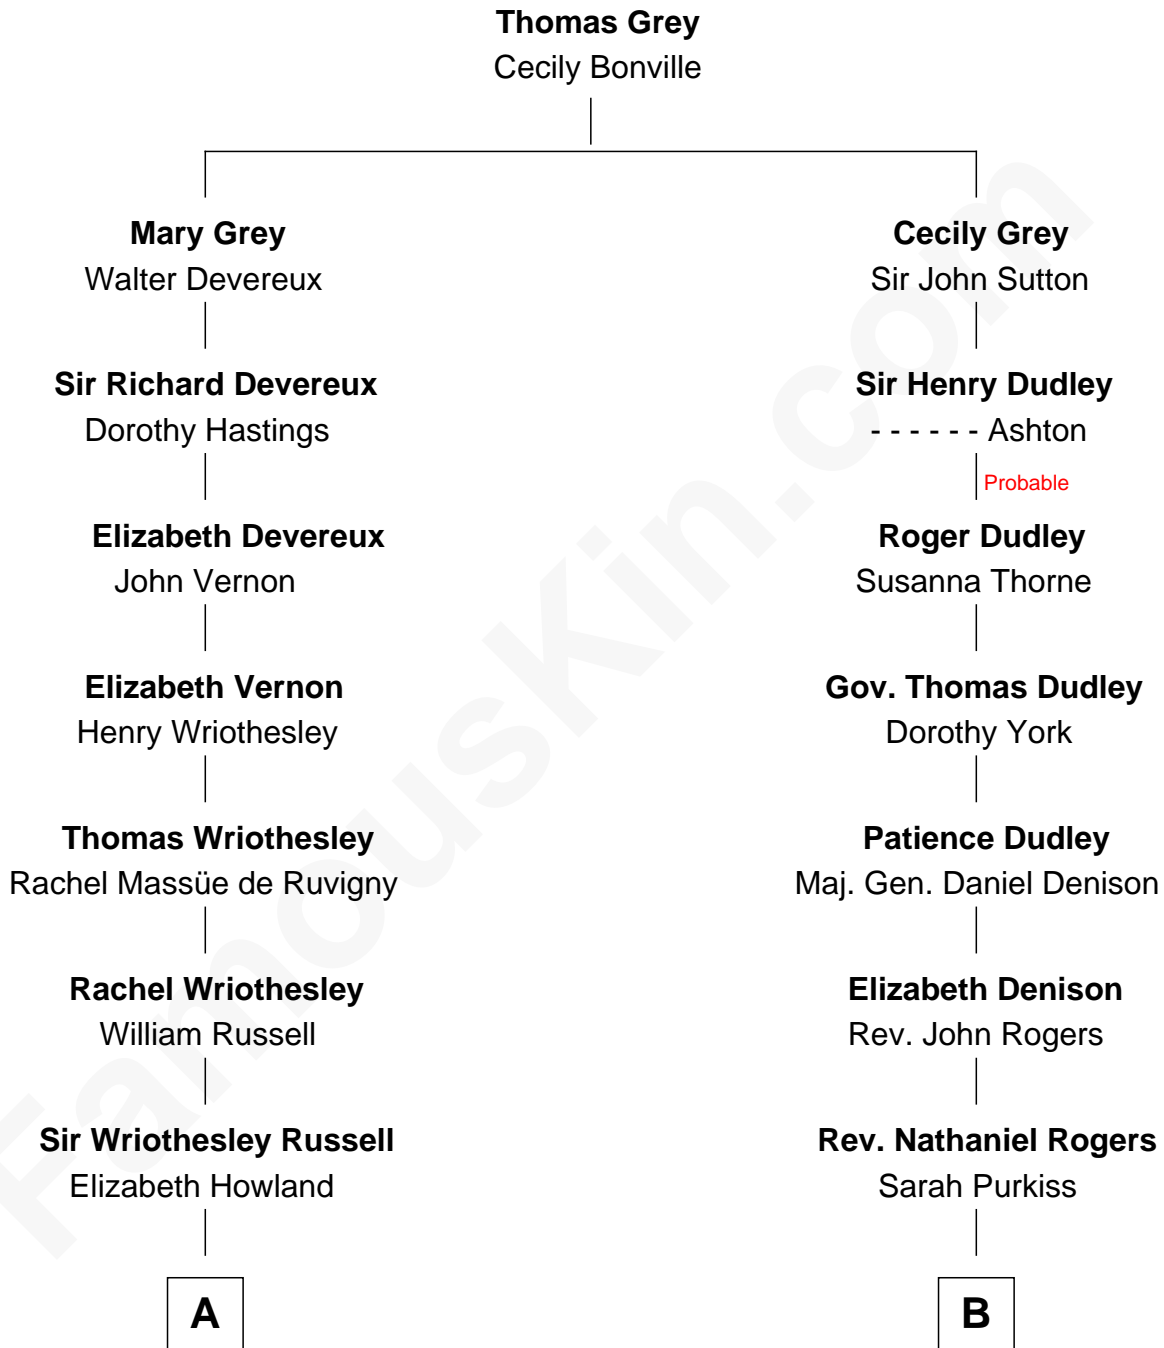 Thomas Grey
Cecily Bonville
Mary Grey
Walter Devereux
Cecily Grey
Sir John Sutton
Sir Richard Devereux
Dorothy Hastings
Sir Henry Dudley
- - - - - - Ashton
Probable
Elizabeth Devereux
John Vernon
Roger Dudley
Susanna Thorne
Elizabeth Vernon
Henry Wriothesley
Gov. Thomas Dudley
Dorothy York
Thomas Wriothesley
Rachel Massüe de Ruvigny
Patience Dudley
Maj. Gen. Daniel Denison
Rachel Wriothesley
William Russell
Elizabeth Denison
Rev. John Rogers
Sir Wriothesley Russell
Elizabeth Howland
Rev. Nathaniel Rogers
Sarah Purkiss
A
B
FamousKin.com